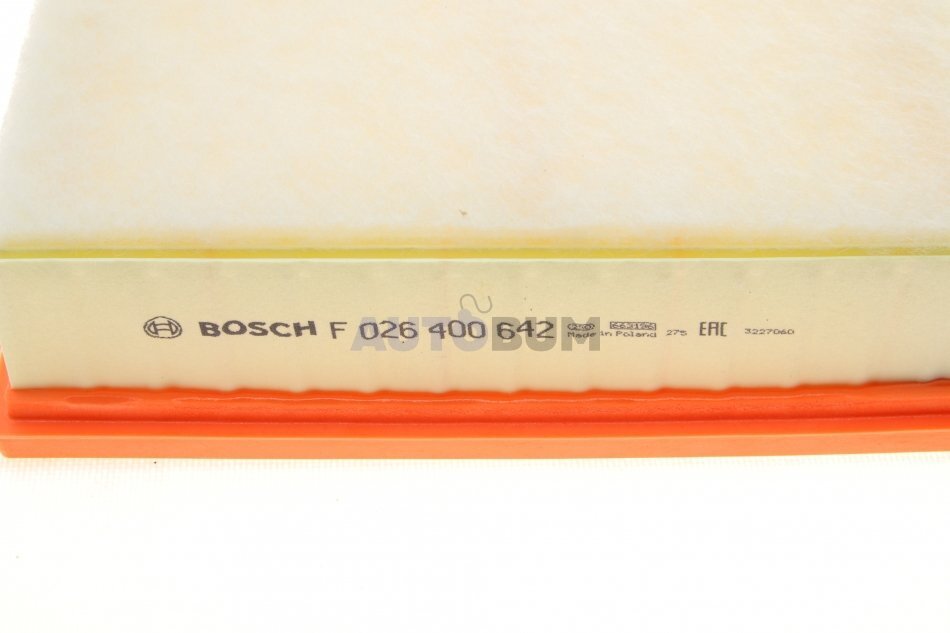 BOSCH F 026 400 642
Made in Poland 275 EAC 3227060
AUTOBUM